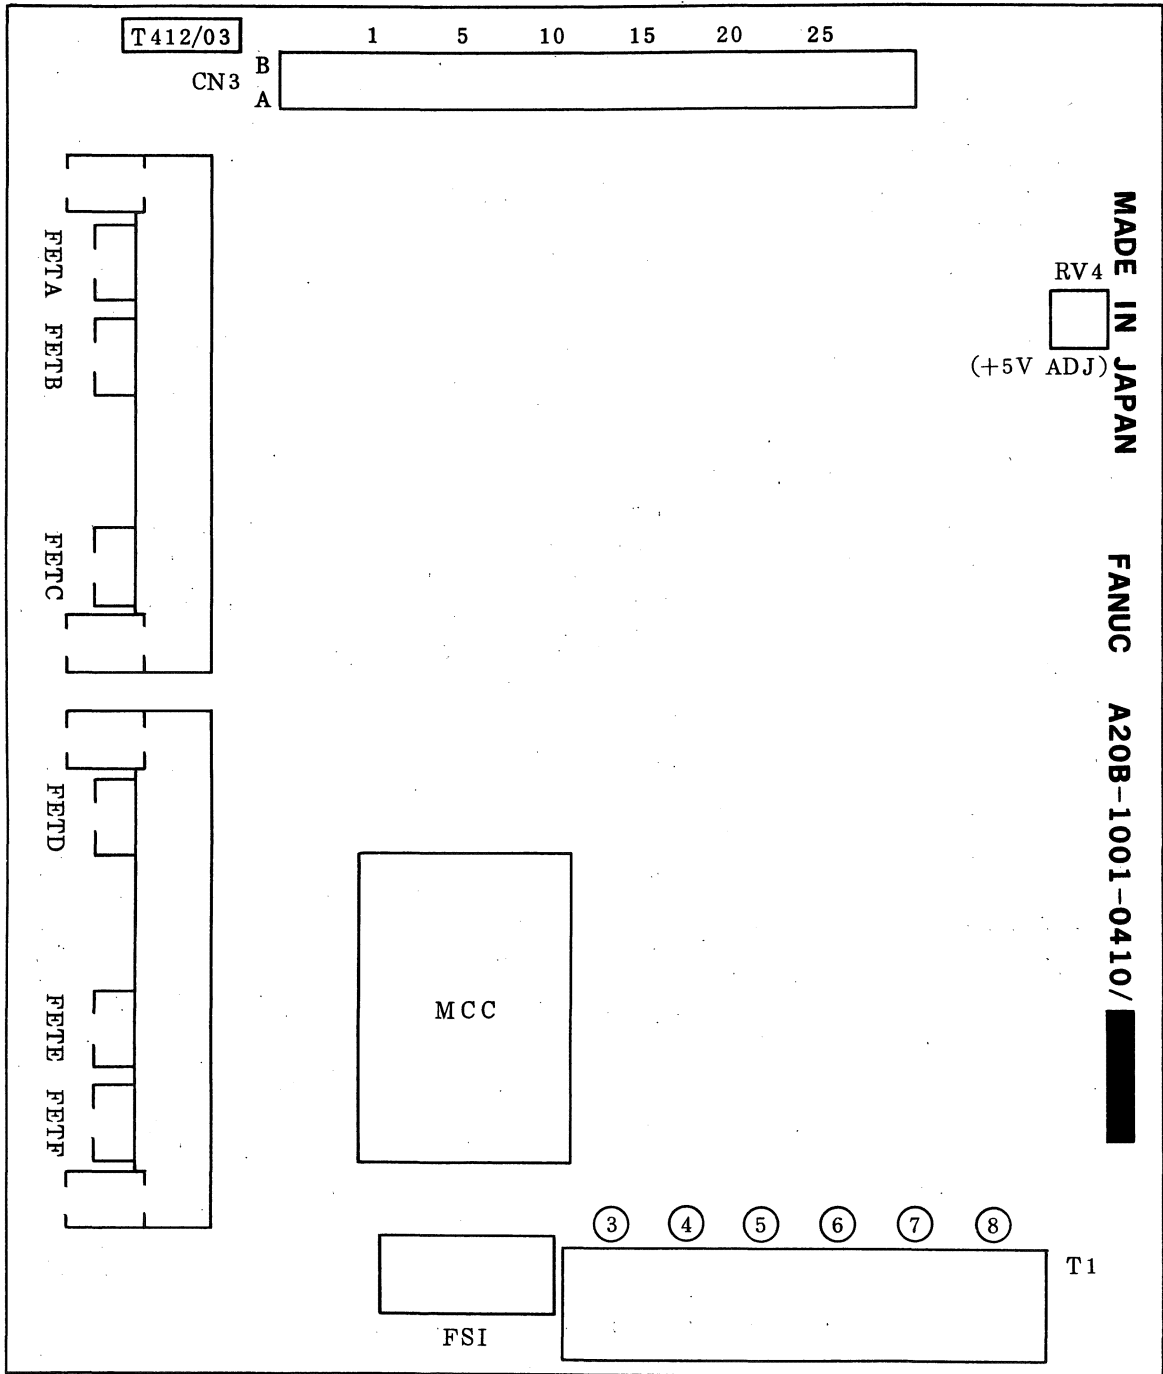 T412/03
1 5 10 15 20 25
CN3
B
A
FETA
FETB
FETC
FETD
FETE
FETF
RV4
(+5V ADJ)
MADE IN JAPAN FANUC A20B-1001-0410/
MCC
③ ④ ⑤ ⑥ ⑦ ⑧
T1
FSI